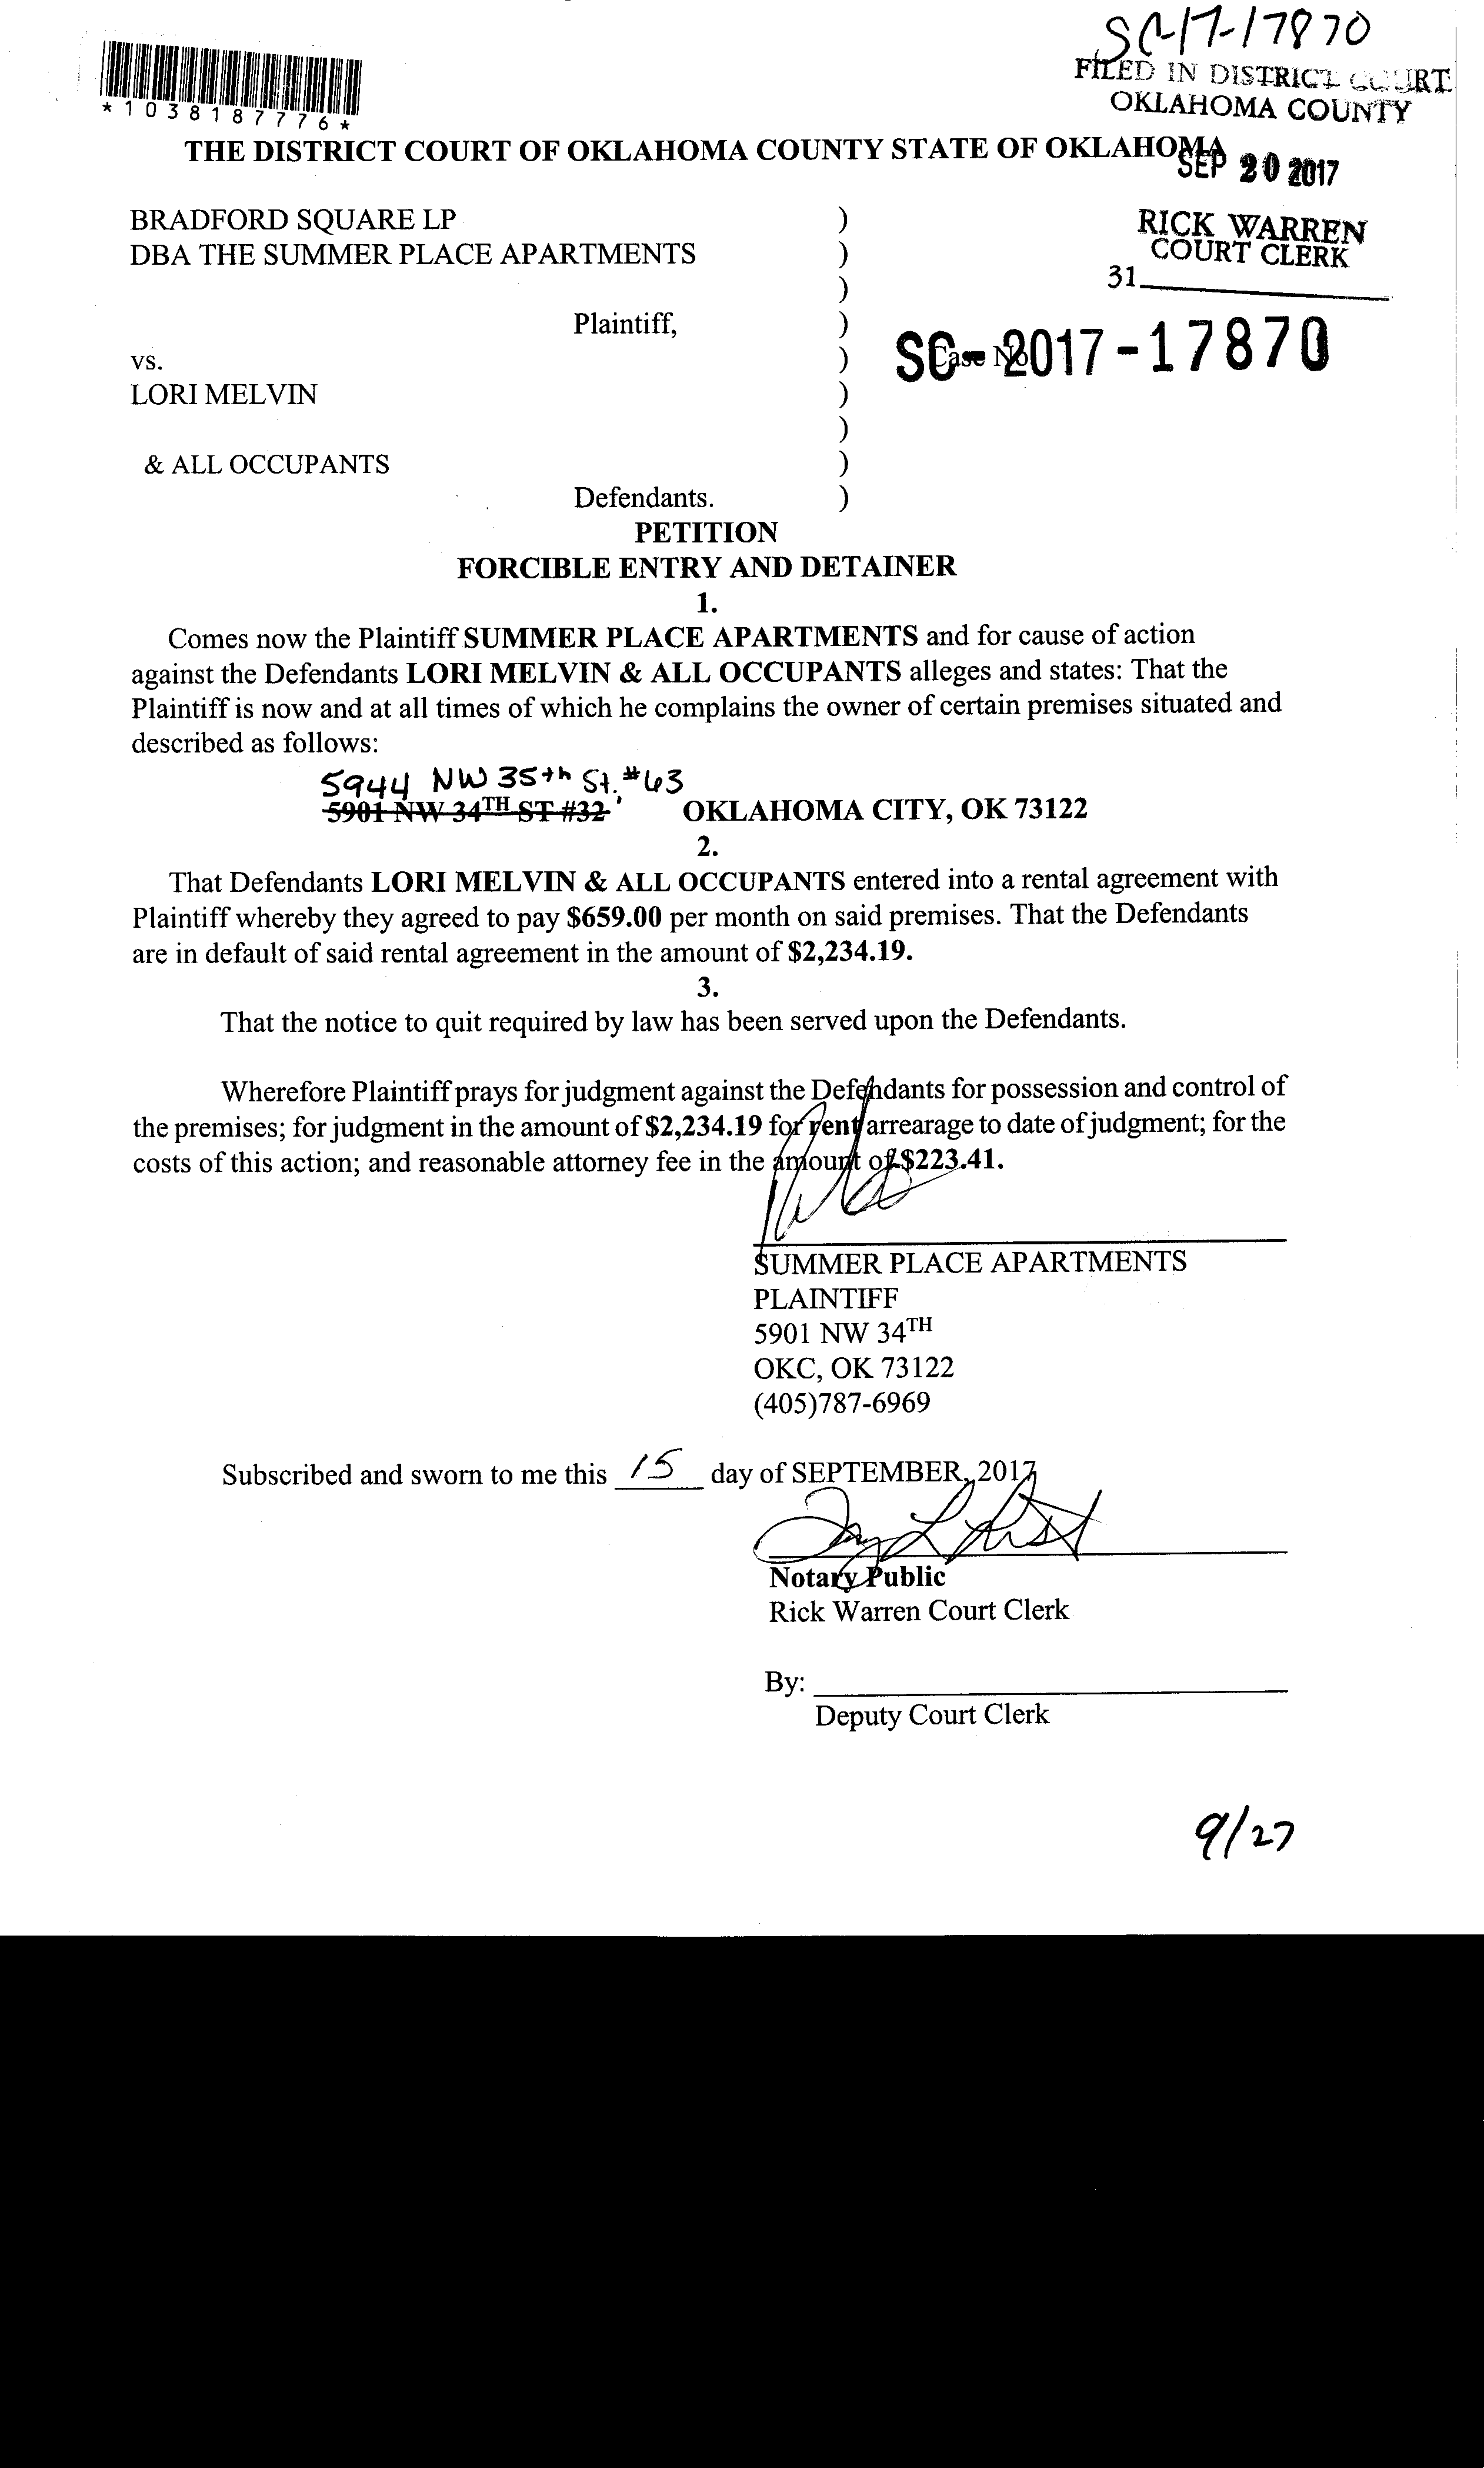 SC-17-17870
FILED IN DISTRICT COURT
OKLAHOMA COUNTY
*1038187776*
THE DISTRICT COURT OF OKLAHOMA COUNTY STATE OF OKLAHOMA
SEP 20 2017
BRADFORD SQUARE LP )
DBA THE SUMMER PLACE APARTMENTS )
RICK WARREN
COURT CLERK
)
31
Plaintiff, )
vs. )
Case No
SC-2017-17870
LORI MELVIN )
)
& ALL OCCUPANTS )
Defendants. )
PETITION
FORCIBLE ENTRY AND DETAINER
1.
Comes now the Plaintiff SUMMER PLACE APARTMENTS and for cause of action
against the Defendants LORI MELVIN & ALL OCCUPANTS alleges and states: That the
Plaintiff is now and at all times of which he complains the owner of certain premises situated and
described as follows:
5944 NW 35th St. #63
5901 NW 34TH ST #32 OKLAHOMA CITY, OK 73122
2.
That Defendants LORI MELVIN & ALL OCCUPANTS entered into a rental agreement with
Plaintiff whereby they agreed to pay $659.00 per month on said premises. That the Defendants
are in default of said rental agreement in the amount of $2,234.19.
3.
That the notice to quit required by law has been served upon the Defendants.
Wherefore Plaintiff prays for judgment against the Defendants for possession and control of
the premises; for judgment in the amount of $2,234.19 for rent arrearage to date of judgment; for the
costs of this action; and reasonable attorney fee in the amount of $223.41.
SUMMER PLACE APARTMENTS
PLAINTIFF
5901 NW 34TH
OKC, OK 73122
(405)787-6969
Subscribed and sworn to me this 15 day of SEPTEMBER, 2017
Notary Public
Rick Warren Court Clerk
By:
Deputy Court Clerk
9/27